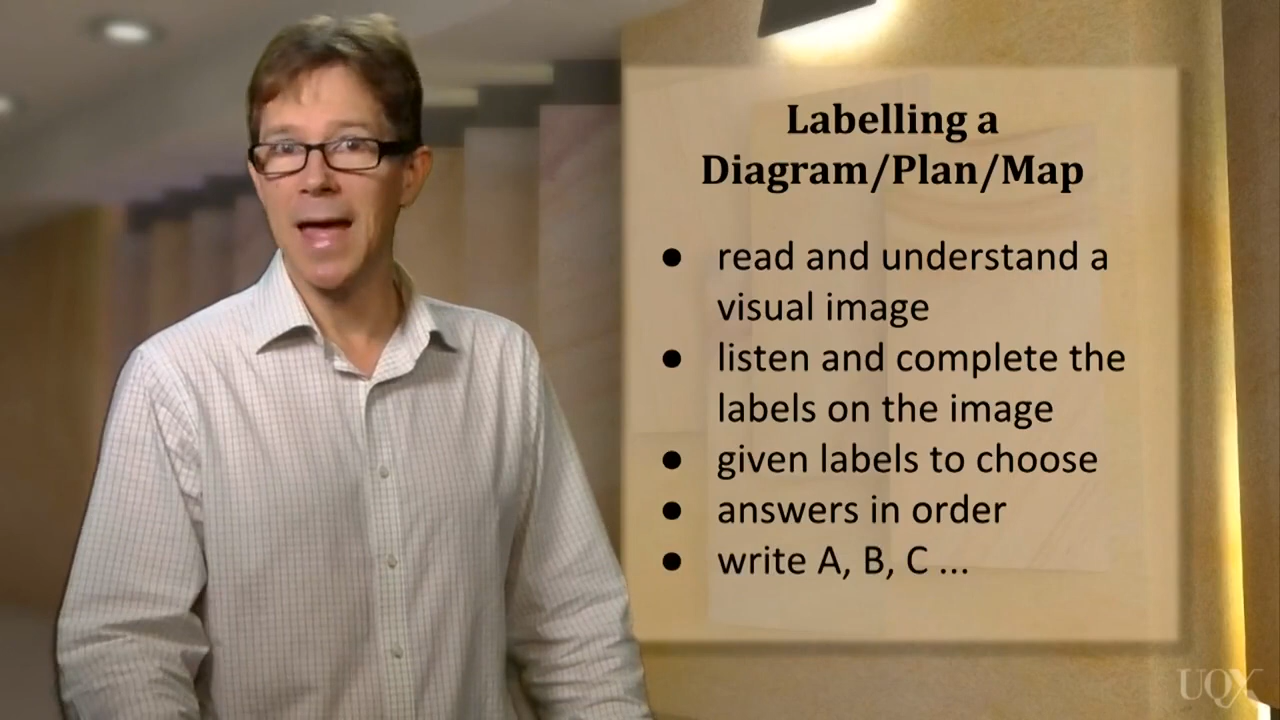 Labelling a
Diagram/Plan/Map
● read and understand a
visual image
● listen and complete the
labels on the image
● given labels to choose
● answers in order
● write A, B, C ...
UQX